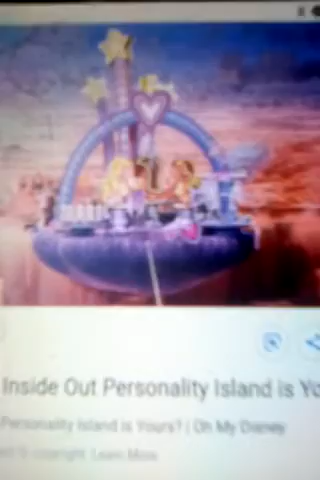 Inside Out Personality Island is Yo
Personality Island is Yours? | Oh My Disney
copyright. Learn More